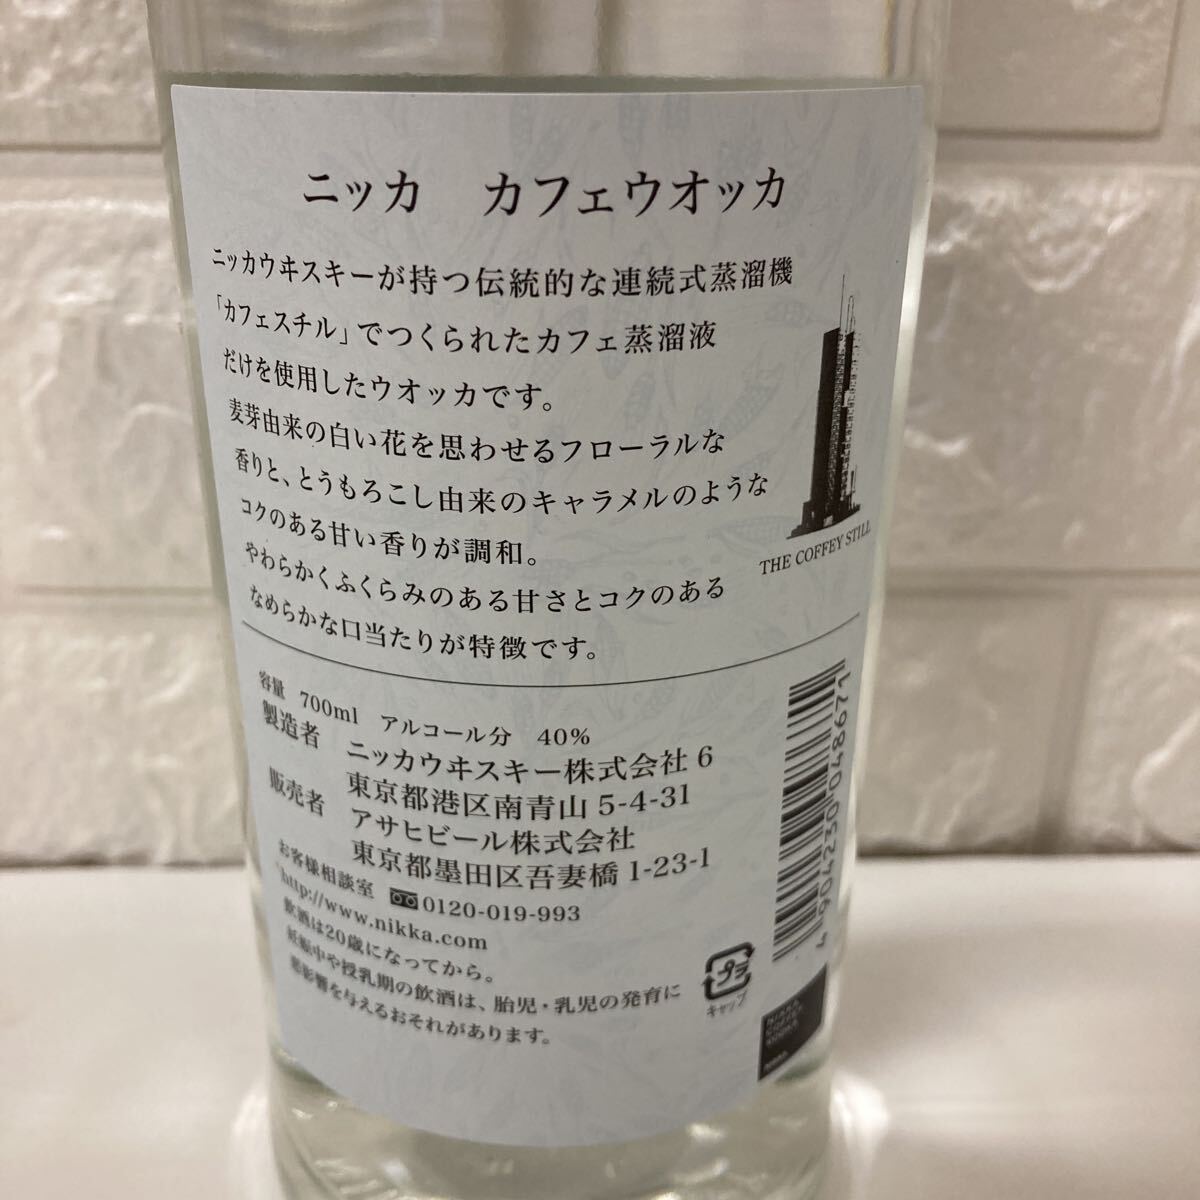 ニッカ　カフェウオッカ
ニッカウヰスキーが持つ伝統的な連続式蒸溜機
「カフェスチル」でつくられたカフェ蒸溜液
だけを使用したウオッカです。
麦芽由来の白い花を思わせるフローラルな
香りと、とうもろこし由来のキャラメルのような
コクのある甘い香りが調和。
やわらかくふくらみのある甘さとコクのある
なめらかな口当たりが特徴です。
THE COFFEY STILL
容量　700ml　アルコール分　40%
製造者　ニッカウヰスキー株式会社 6
東京都港区南青山 5-4-31
販売者　アサヒビール株式会社
東京都墨田区吾妻橋 1-23-1
お客様相談室 0120-019-993
http://www.nikka.com
飲酒は20歳になってから。
妊娠中や授乳期の飲酒は、胎児・乳児の発育に
悪影響を与えるおそれがあります。
プラ
キャップ
4 904230 048971